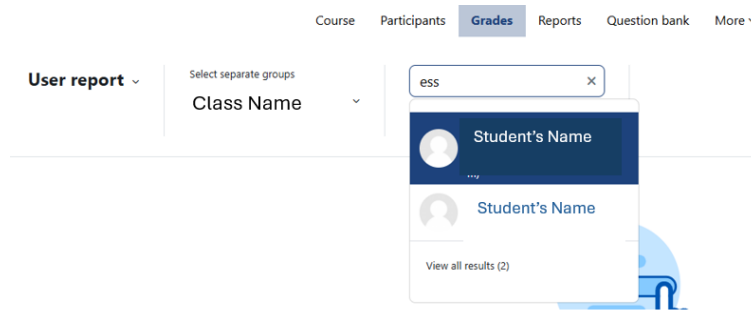 Course Participants Grades Reports Question bank More
User report
Select separate groups
Class Name
ess
Student's Name
Student's Name
View all results (2)